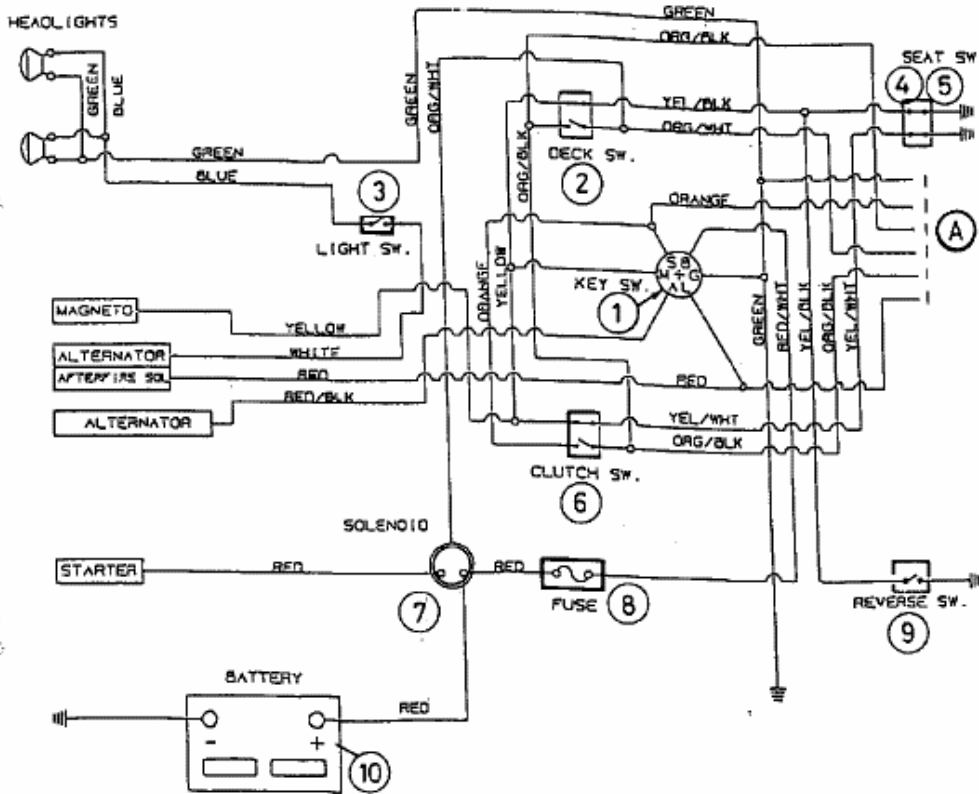 HEADLIGHTS
GREEN
BLUE
GREEN
ORG/WHT
GREEN
ORG/BLK
SEAT SW
4
5
YEL/BLK
ORG/WHT
DECK SW.
2
ORG/BLK
GREEN
BLUE
3
LIGHT SW.
ORANGE
A
KEY SW.
S B
M + G
A L
1
ORANGE
YELLOW
GREEN
RED/WHT
YEL/BLK
ORG/BLK
YEL/WHT
MAGNETO
YELLOW
ALTERNATOR
WHITE
AFTERFIRE SOL
RED
RED
ALTERNATOR
RED/BLK
YEL/WHT
ORG/BLK
CLUTCH SW.
6
SOLENOID
STARTER
RED
7
RED
FUSE
8
REVERSE SW.
9
BATTERY
RED
-
+
10